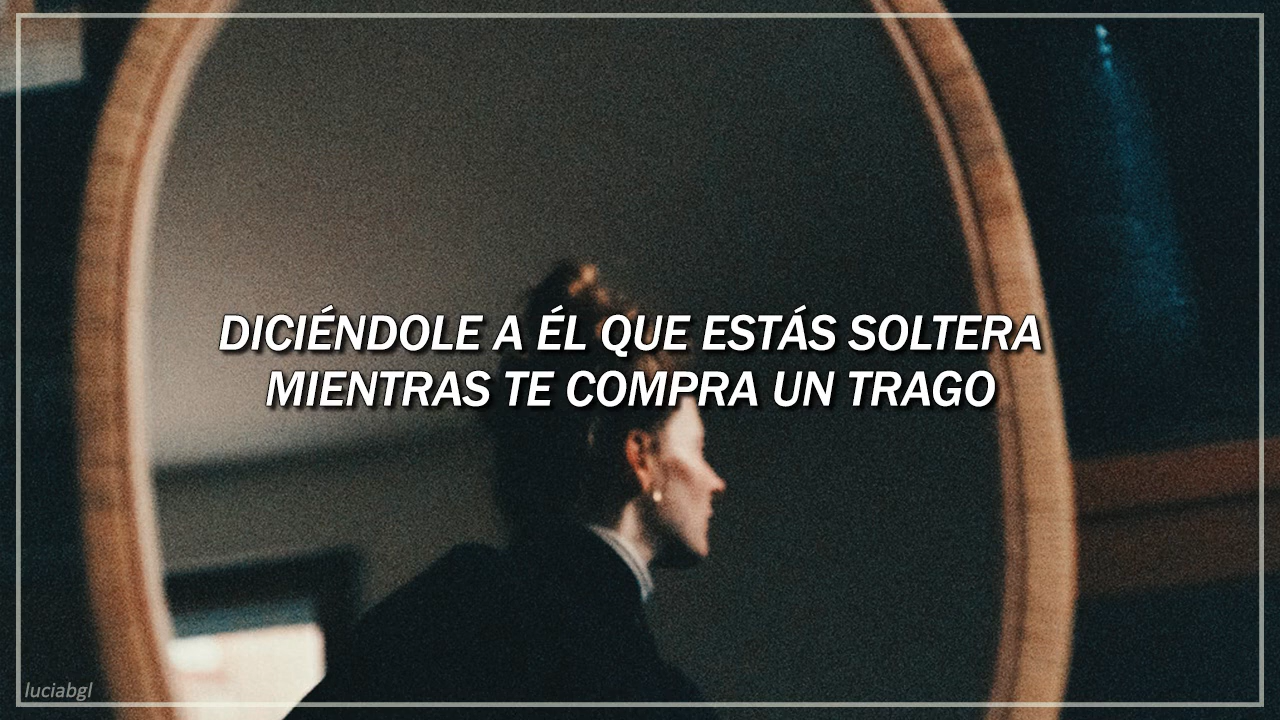 DICIÉNDOLE A ÉL QUE ESTÁS SOLTERA
MIENTRAS TE COMPRA UN TRAGO
luciabgl